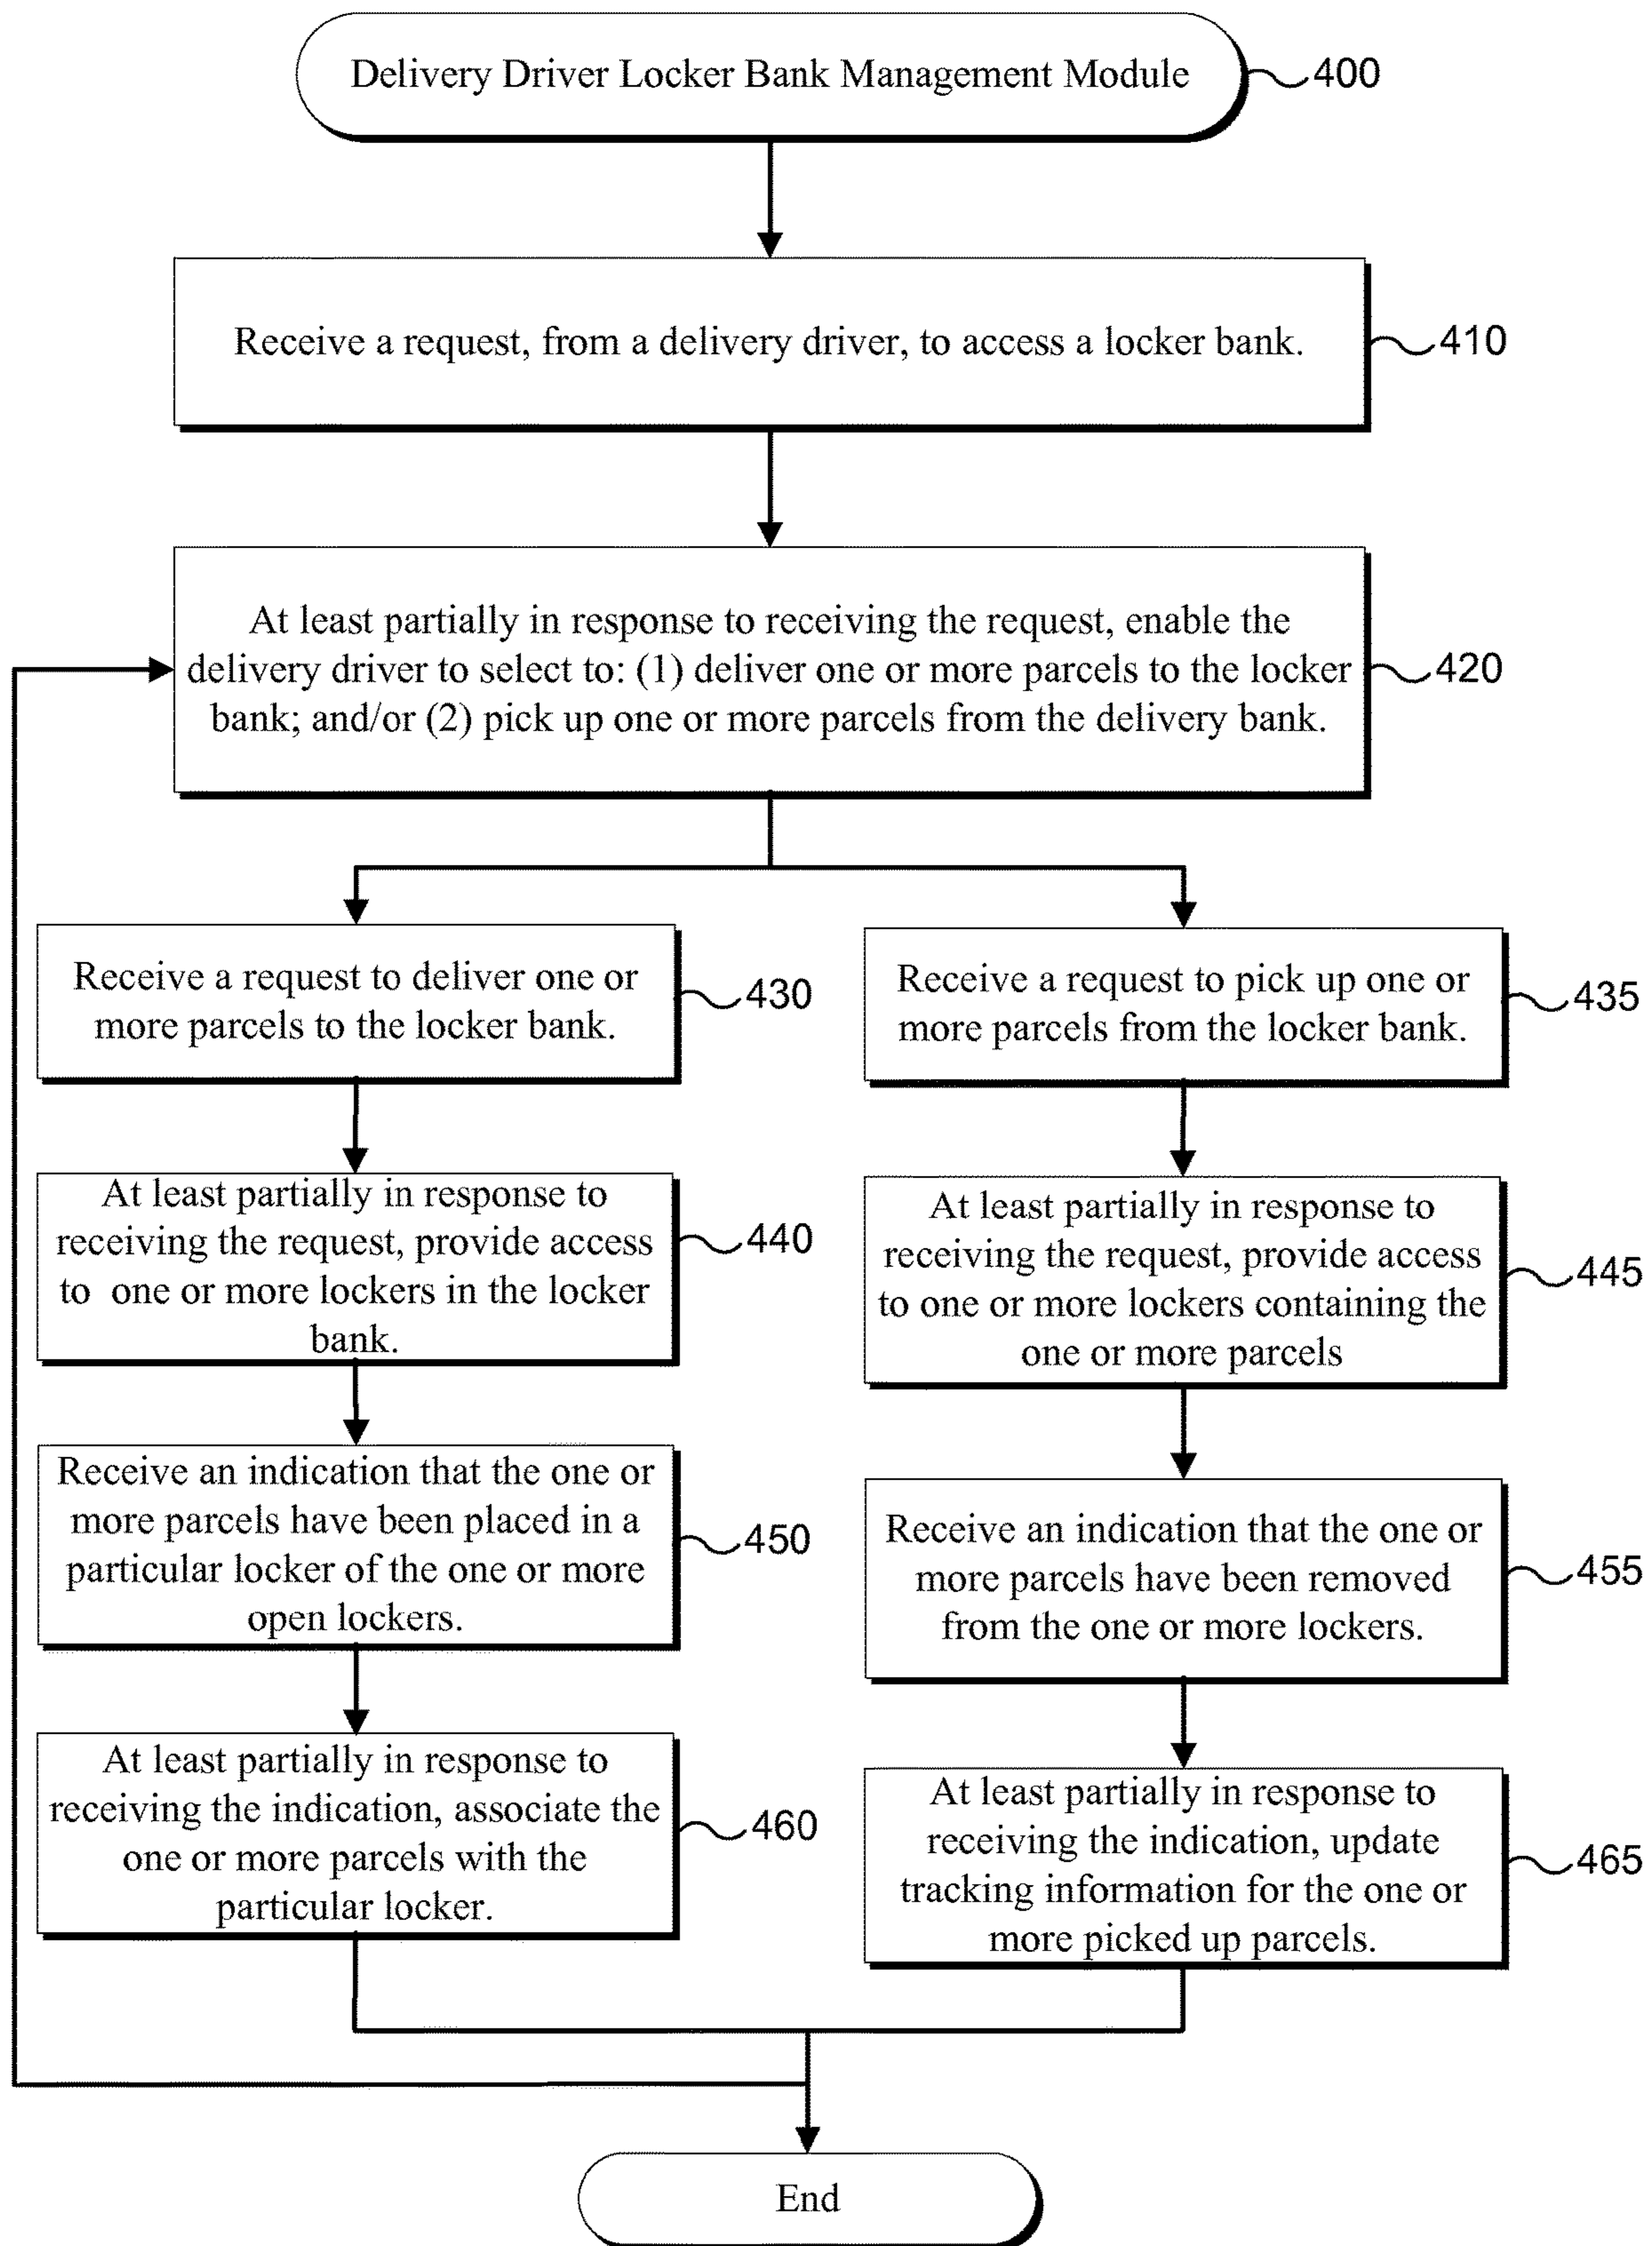 Delivery Driver Locker Bank Management Module
400
Receive a request, from a delivery driver, to access a locker bank.
410
At least partially in response to receiving the request, enable the
delivery driver to select to: (1) deliver one or more parcels to the locker
bank; and/or (2) pick up one or more parcels from the delivery bank.
420
Receive a request to deliver one or
more parcels to the locker bank.
430
Receive a request to pick up one or
more parcels from the locker bank.
435
At least partially in response to
receiving the request, provide access
to one or more lockers in the locker
bank.
440
At least partially in response to
receiving the request, provide access
to one or more lockers containing the
one or more parcels
445
Receive an indication that the one or
more parcels have been placed in a
particular locker of the one or more
open lockers.
450
Receive an indication that the one or
more parcels have been removed
from the one or more lockers.
455
At least partially in response to
receiving the indication, associate the
one or more parcels with the
particular locker.
460
At least partially in response to
receiving the indication, update
tracking information for the one or
more picked up parcels.
465
End